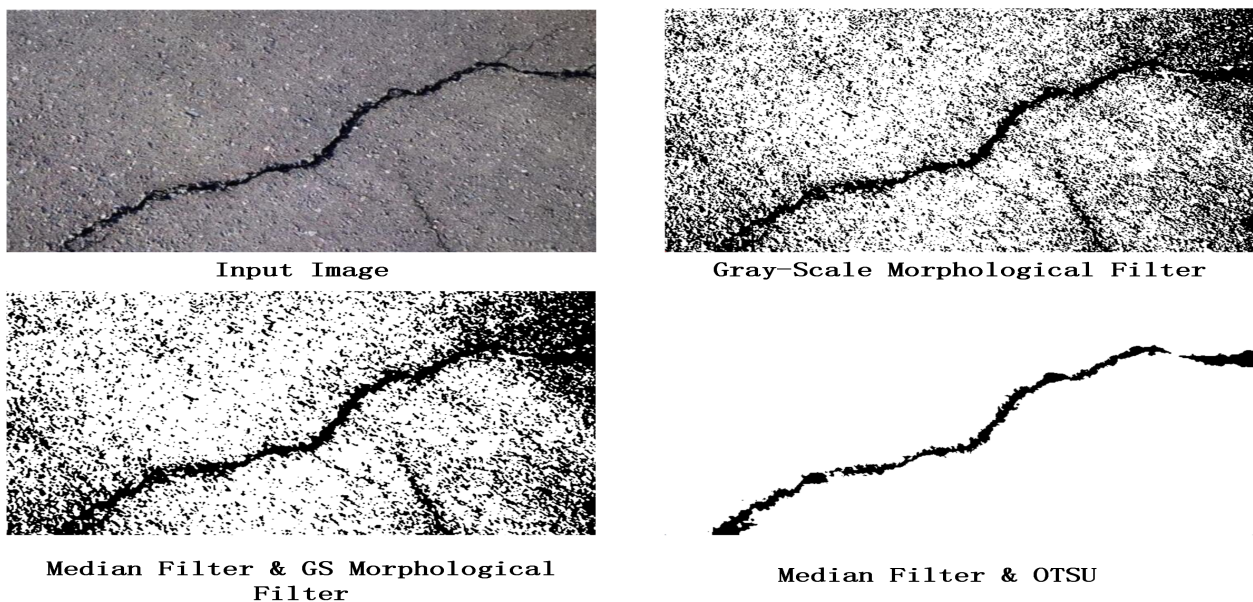 Input Image
Gray-Scale Morphological Filter
Median Filter & GS Morphological
Filter
Median Filter & OTSU